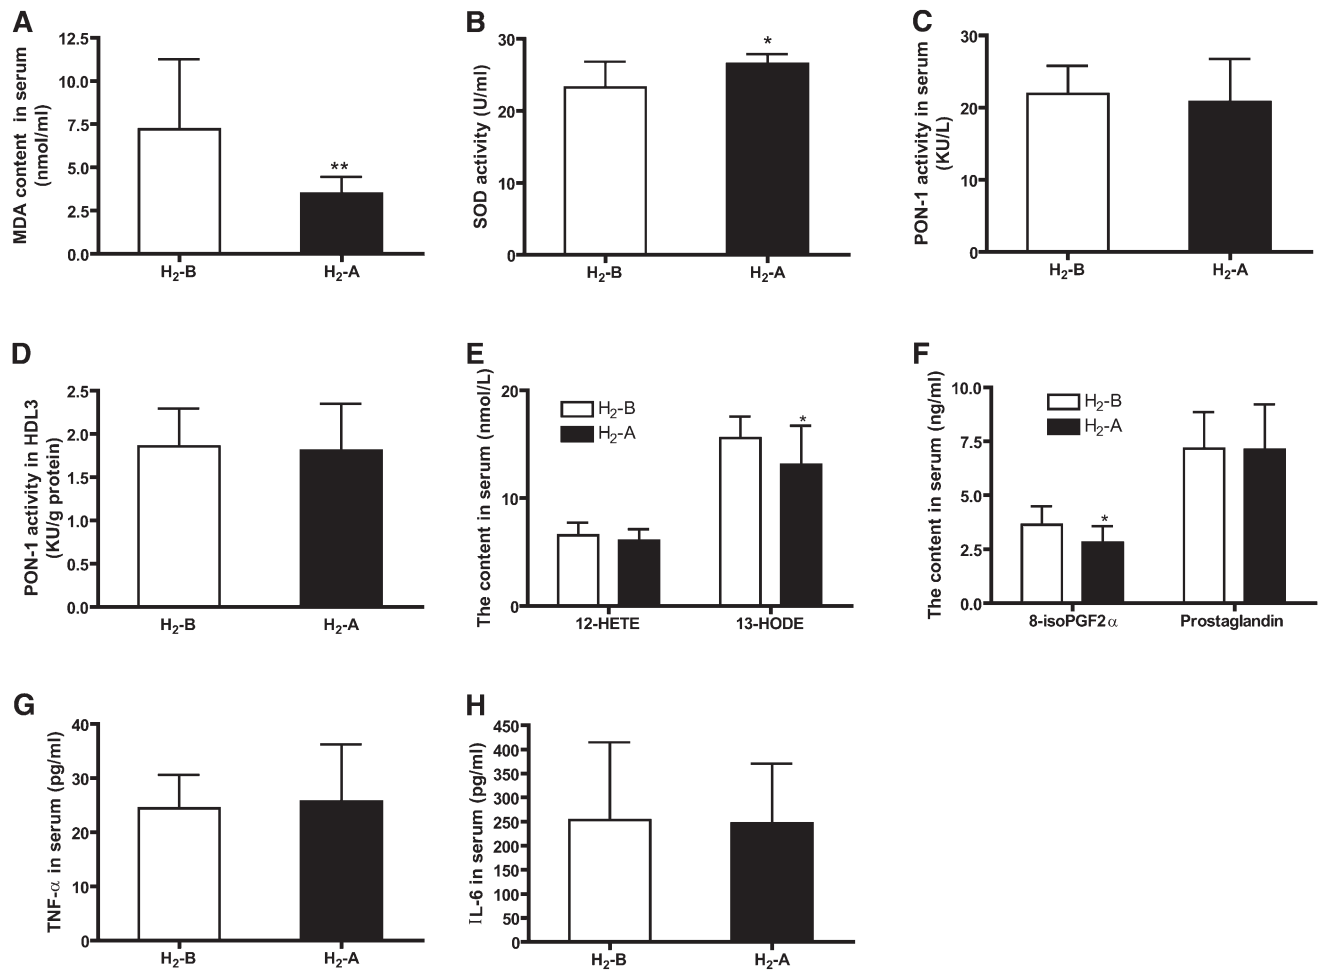 A
MDA content in serum
(nmol/ml)
12.5
10.0
7.5
5.0
2.5
0.0
**
H2-B
H2-A
B
SOD activity (U/ml)
30
20
10
0
*
H2-B
H2-A
C
PON-1 activity in serum
(KU/L)
30
20
10
0
H2-B
H2-A
D
PON-1 activity in HDL3
(KU/g protein)
2.5
2.0
1.5
1.0
0.5
0.0
H2-B
H2-A
E
The content in serum (nmol/L)
20
10
0
H2-B
H2-A
*
12-HETE
13-HODE
F
The content in serum (ng/ml)
10.0
7.5
5.0
2.5
0.0
H2-B
H2-A
*
8-isoPGF2α
Prostaglandin
G
TNF-α in serum (pg/ml)
40
30
20
10
0
H2-B
H2-A
H
IL-6 in serum (pg/ml)
450
400
350
300
250
200
150
100
50
0
H2-B
H2-A